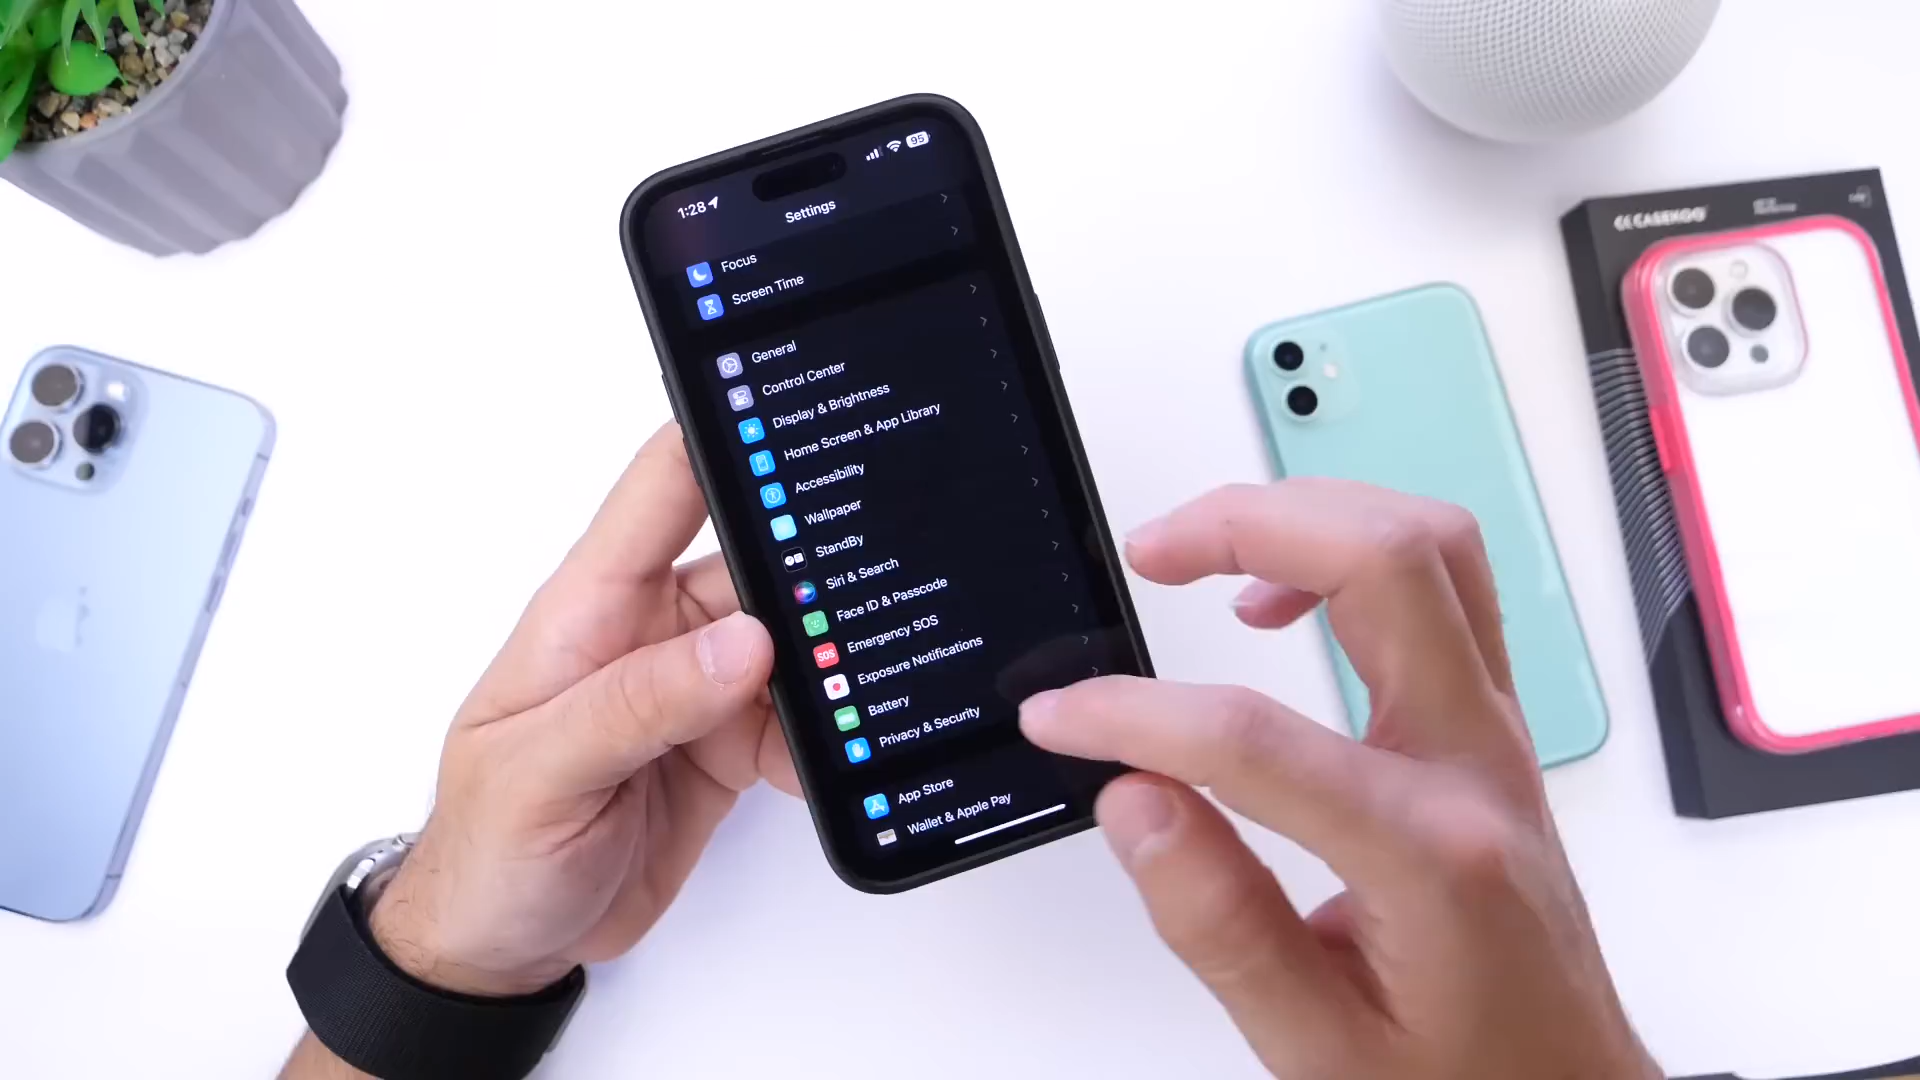 1:28
95
Settings
Focus
Screen Time
General
Control Center
Display & Brightness
Home Screen & App Library
Accessibility
Wallpaper
StandBy
Siri & Search
Face ID & Passcode
SOS
Emergency SOS
Exposure Notifications
Battery
Privacy & Security
App Store
Wallet & Apple Pay
CASEKOO